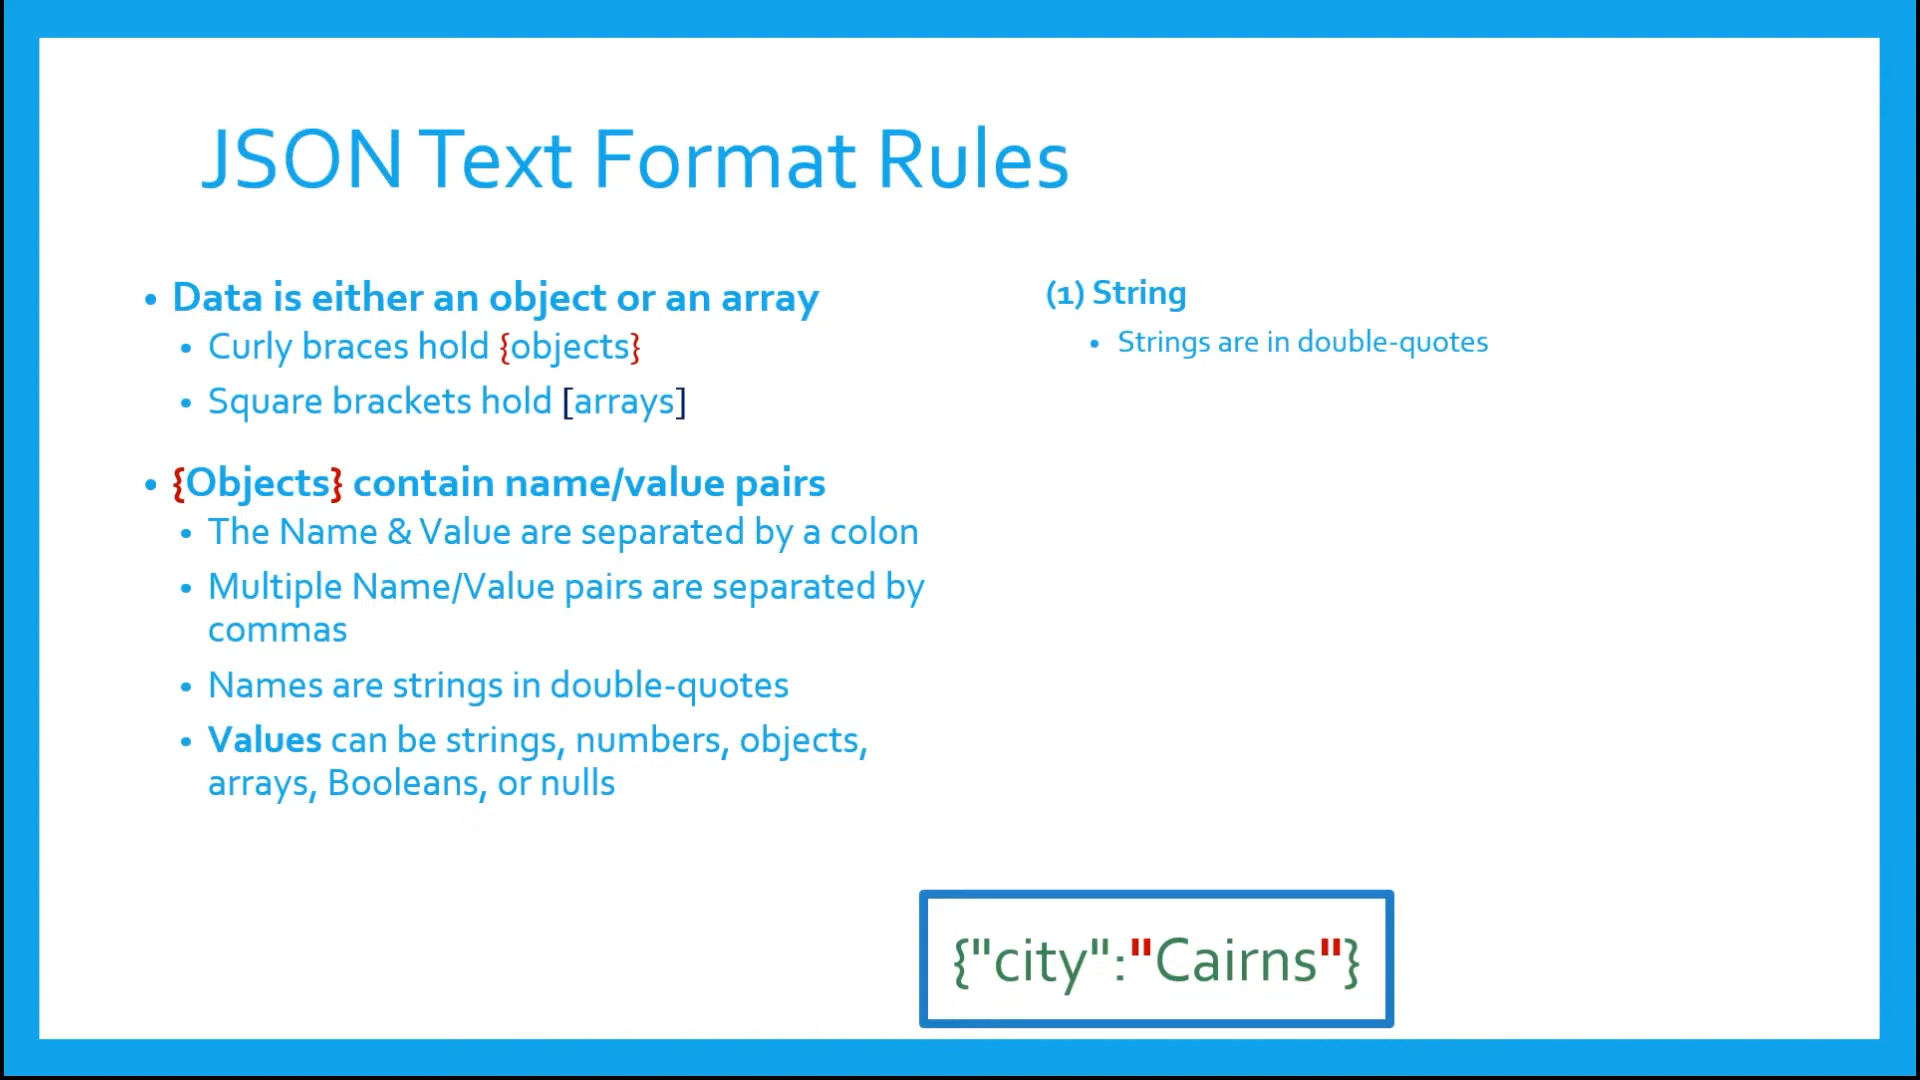 JSON Text Format Rules
• Data is either an object or an array
• Curly braces hold {objects}
• Square brackets hold [arrays]
• {Objects} contain name/value pairs
• The Name & Value are separated by a colon
• Multiple Name/Value pairs are separated by
commas
• Names are strings in double-quotes
• Values can be strings, numbers, objects,
arrays, Booleans, or nulls
(1) String
• Strings are in double-quotes
{"city":"Cairns"}